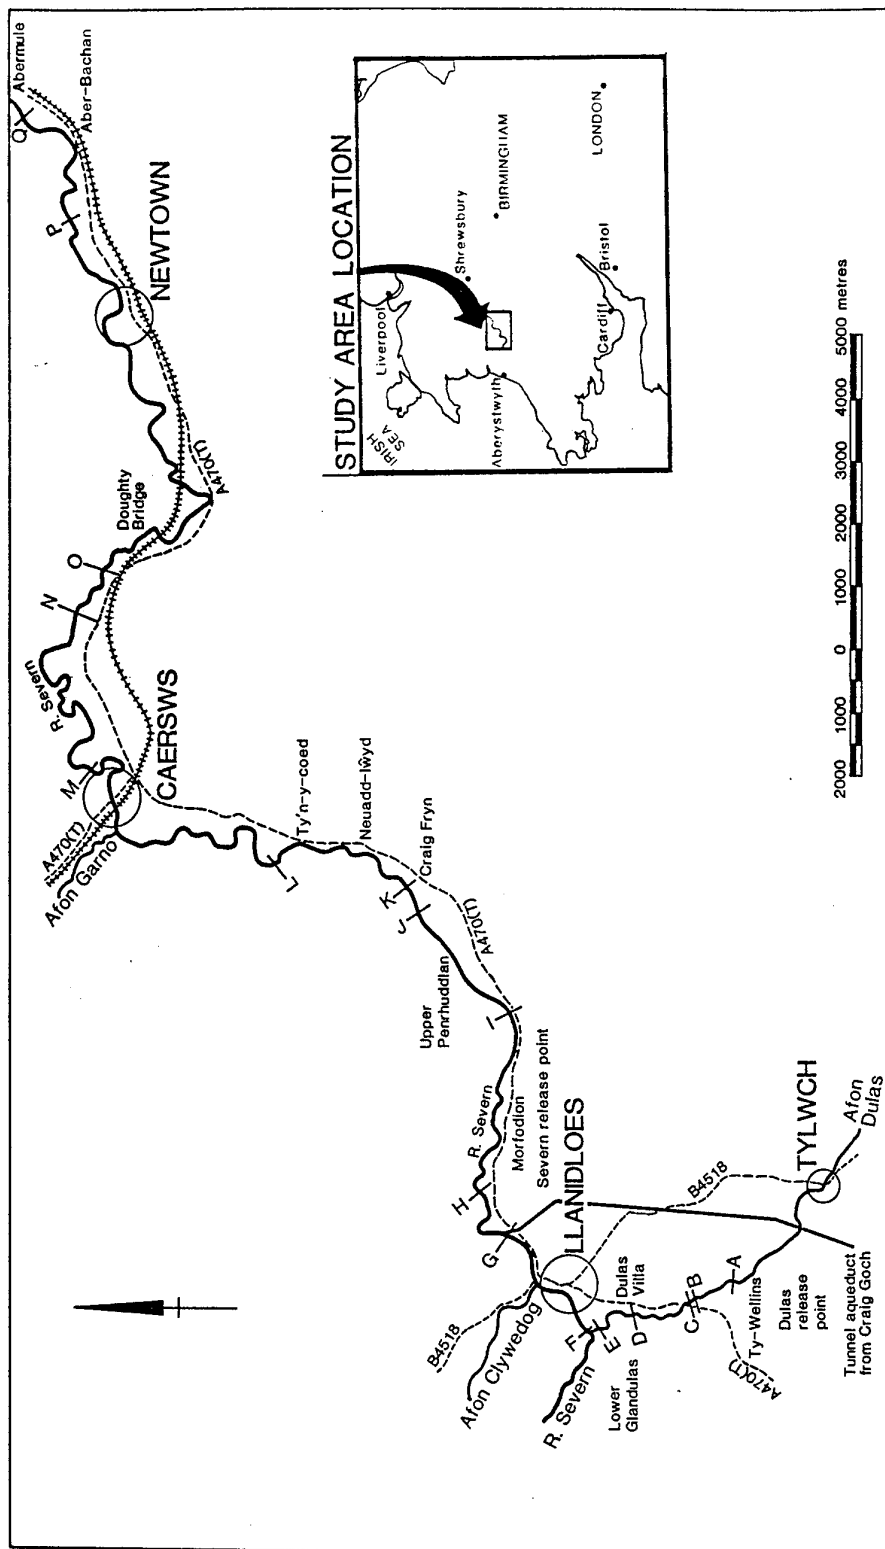 Abermule
Q
Aber-Bachan
P
NEWTOWN
A470(T)
Doughty
Bridge
O
N
R. Severn
M
CAERSWS
A470(T)
Afon Garno
L
Ty'n-y-coed
Neuadd-lŵyd
K
Craig Fryn
J
A470(T)
Upper
Penrhuddlan
I
R. Severn
Morfodion
Severn release point
H
G
LLANIDLOES
B4518
Afon Clywedog
B4518
TYLWCH
Afon
Dulas
F
E
D
Dulas
Villa
R. Severn
Lower
Glandulas
C
B
A
Ty-Wellins
A470(T)
Dulas
release
point
Tunnel aqueduct
from Craig Goch
STUDY AREA LOCATION
IRISH
SEA
Liverpool
Shrewsbury
BIRMINGHAM
Aberystwyth
LONDON
Cardiff
Bristol
2000 1000 0 1000 2000 3000 4000 5000 metres